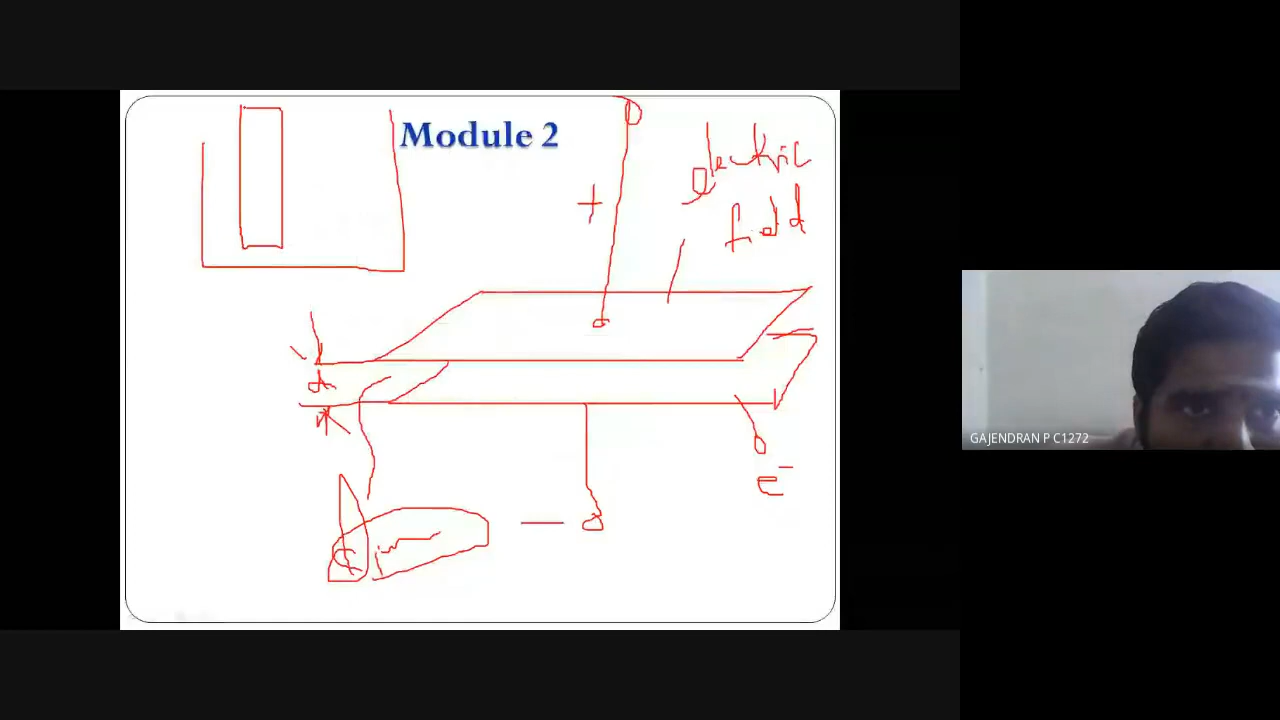 Module 2
electric
field
+
d
e⁻
—
GAJENDRAN P C1272